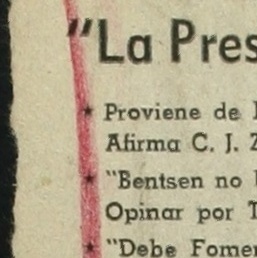 "La Pres
* Proviene de
Afirma C. J. Z
* "Bentsen no
Opinar por T
* "Debe Fomen